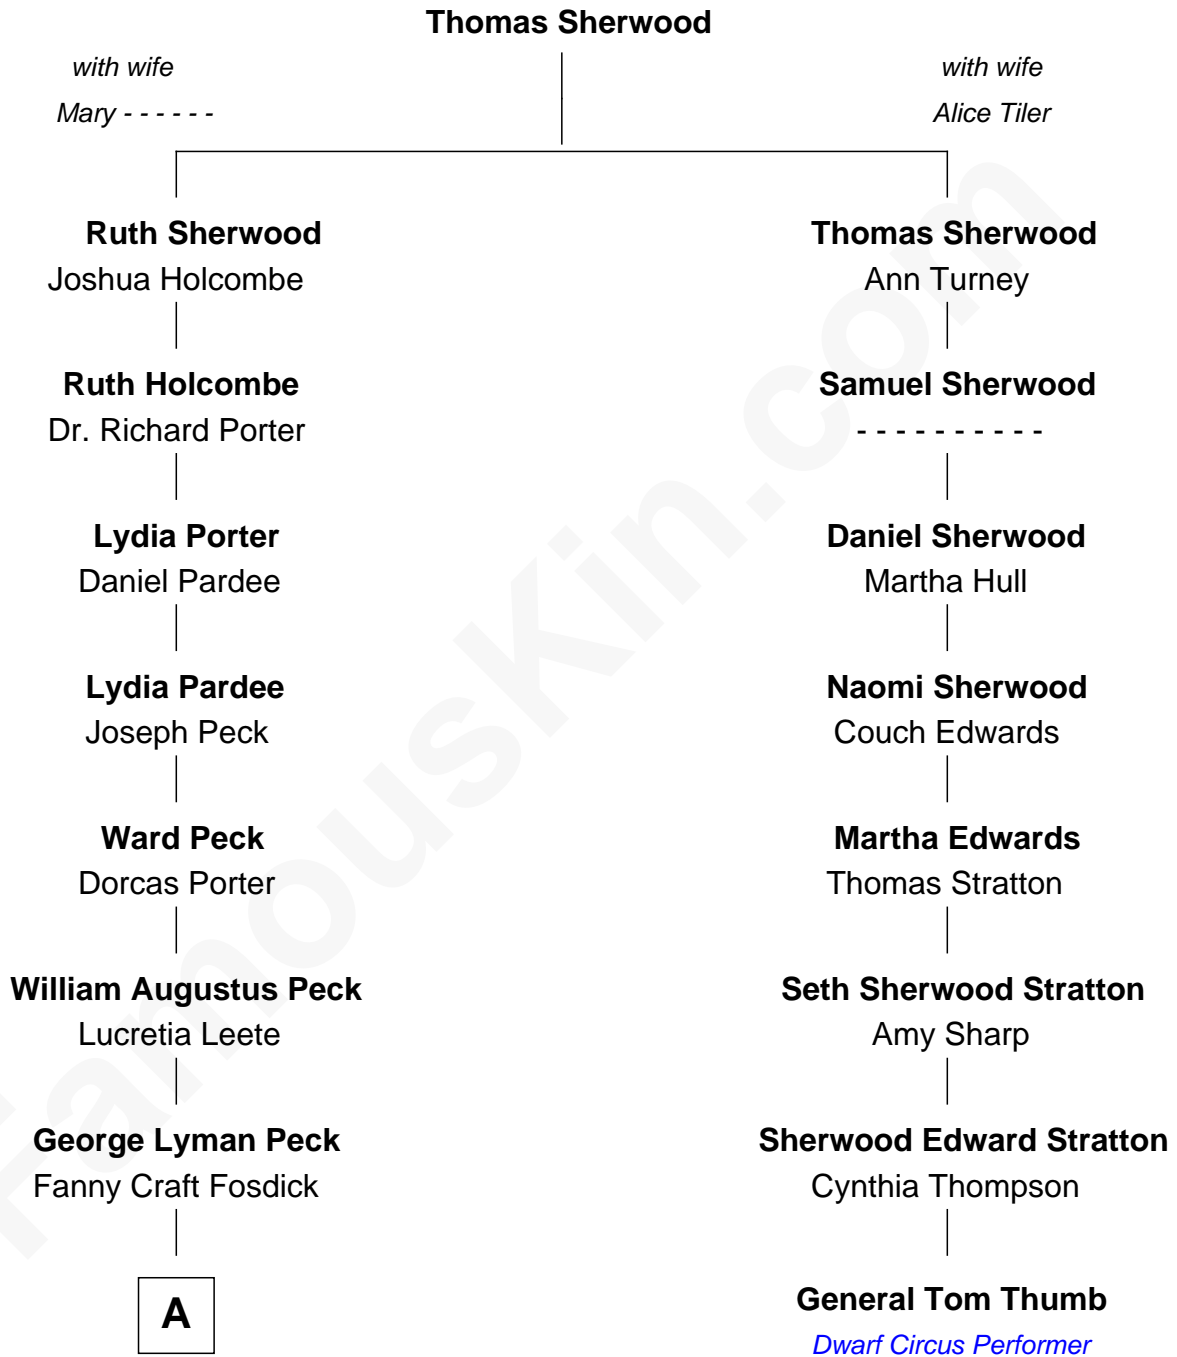 Thomas Sherwood
with wife
Mary - - - - - -
with wife
Alice Tiler
Ruth Sherwood
Joshua Holcombe
Thomas Sherwood
Ann Turney
Ruth Holcombe
Dr. Richard Porter
Samuel Sherwood
- - - - - - - - - -
Lydia Porter
Daniel Pardee
Daniel Sherwood
Martha Hull
Lydia Pardee
Joseph Peck
Naomi Sherwood
Couch Edwards
Ward Peck
Dorcas Porter
Martha Edwards
Thomas Stratton
William Augustus Peck
Lucretia Leete
Seth Sherwood Stratton
Amy Sharp
George Lyman Peck
Fanny Craft Fosdick
Sherwood Edward Stratton
Cynthia Thompson
A
General Tom Thumb
Dwarf Circus Performer
FamousKin.com